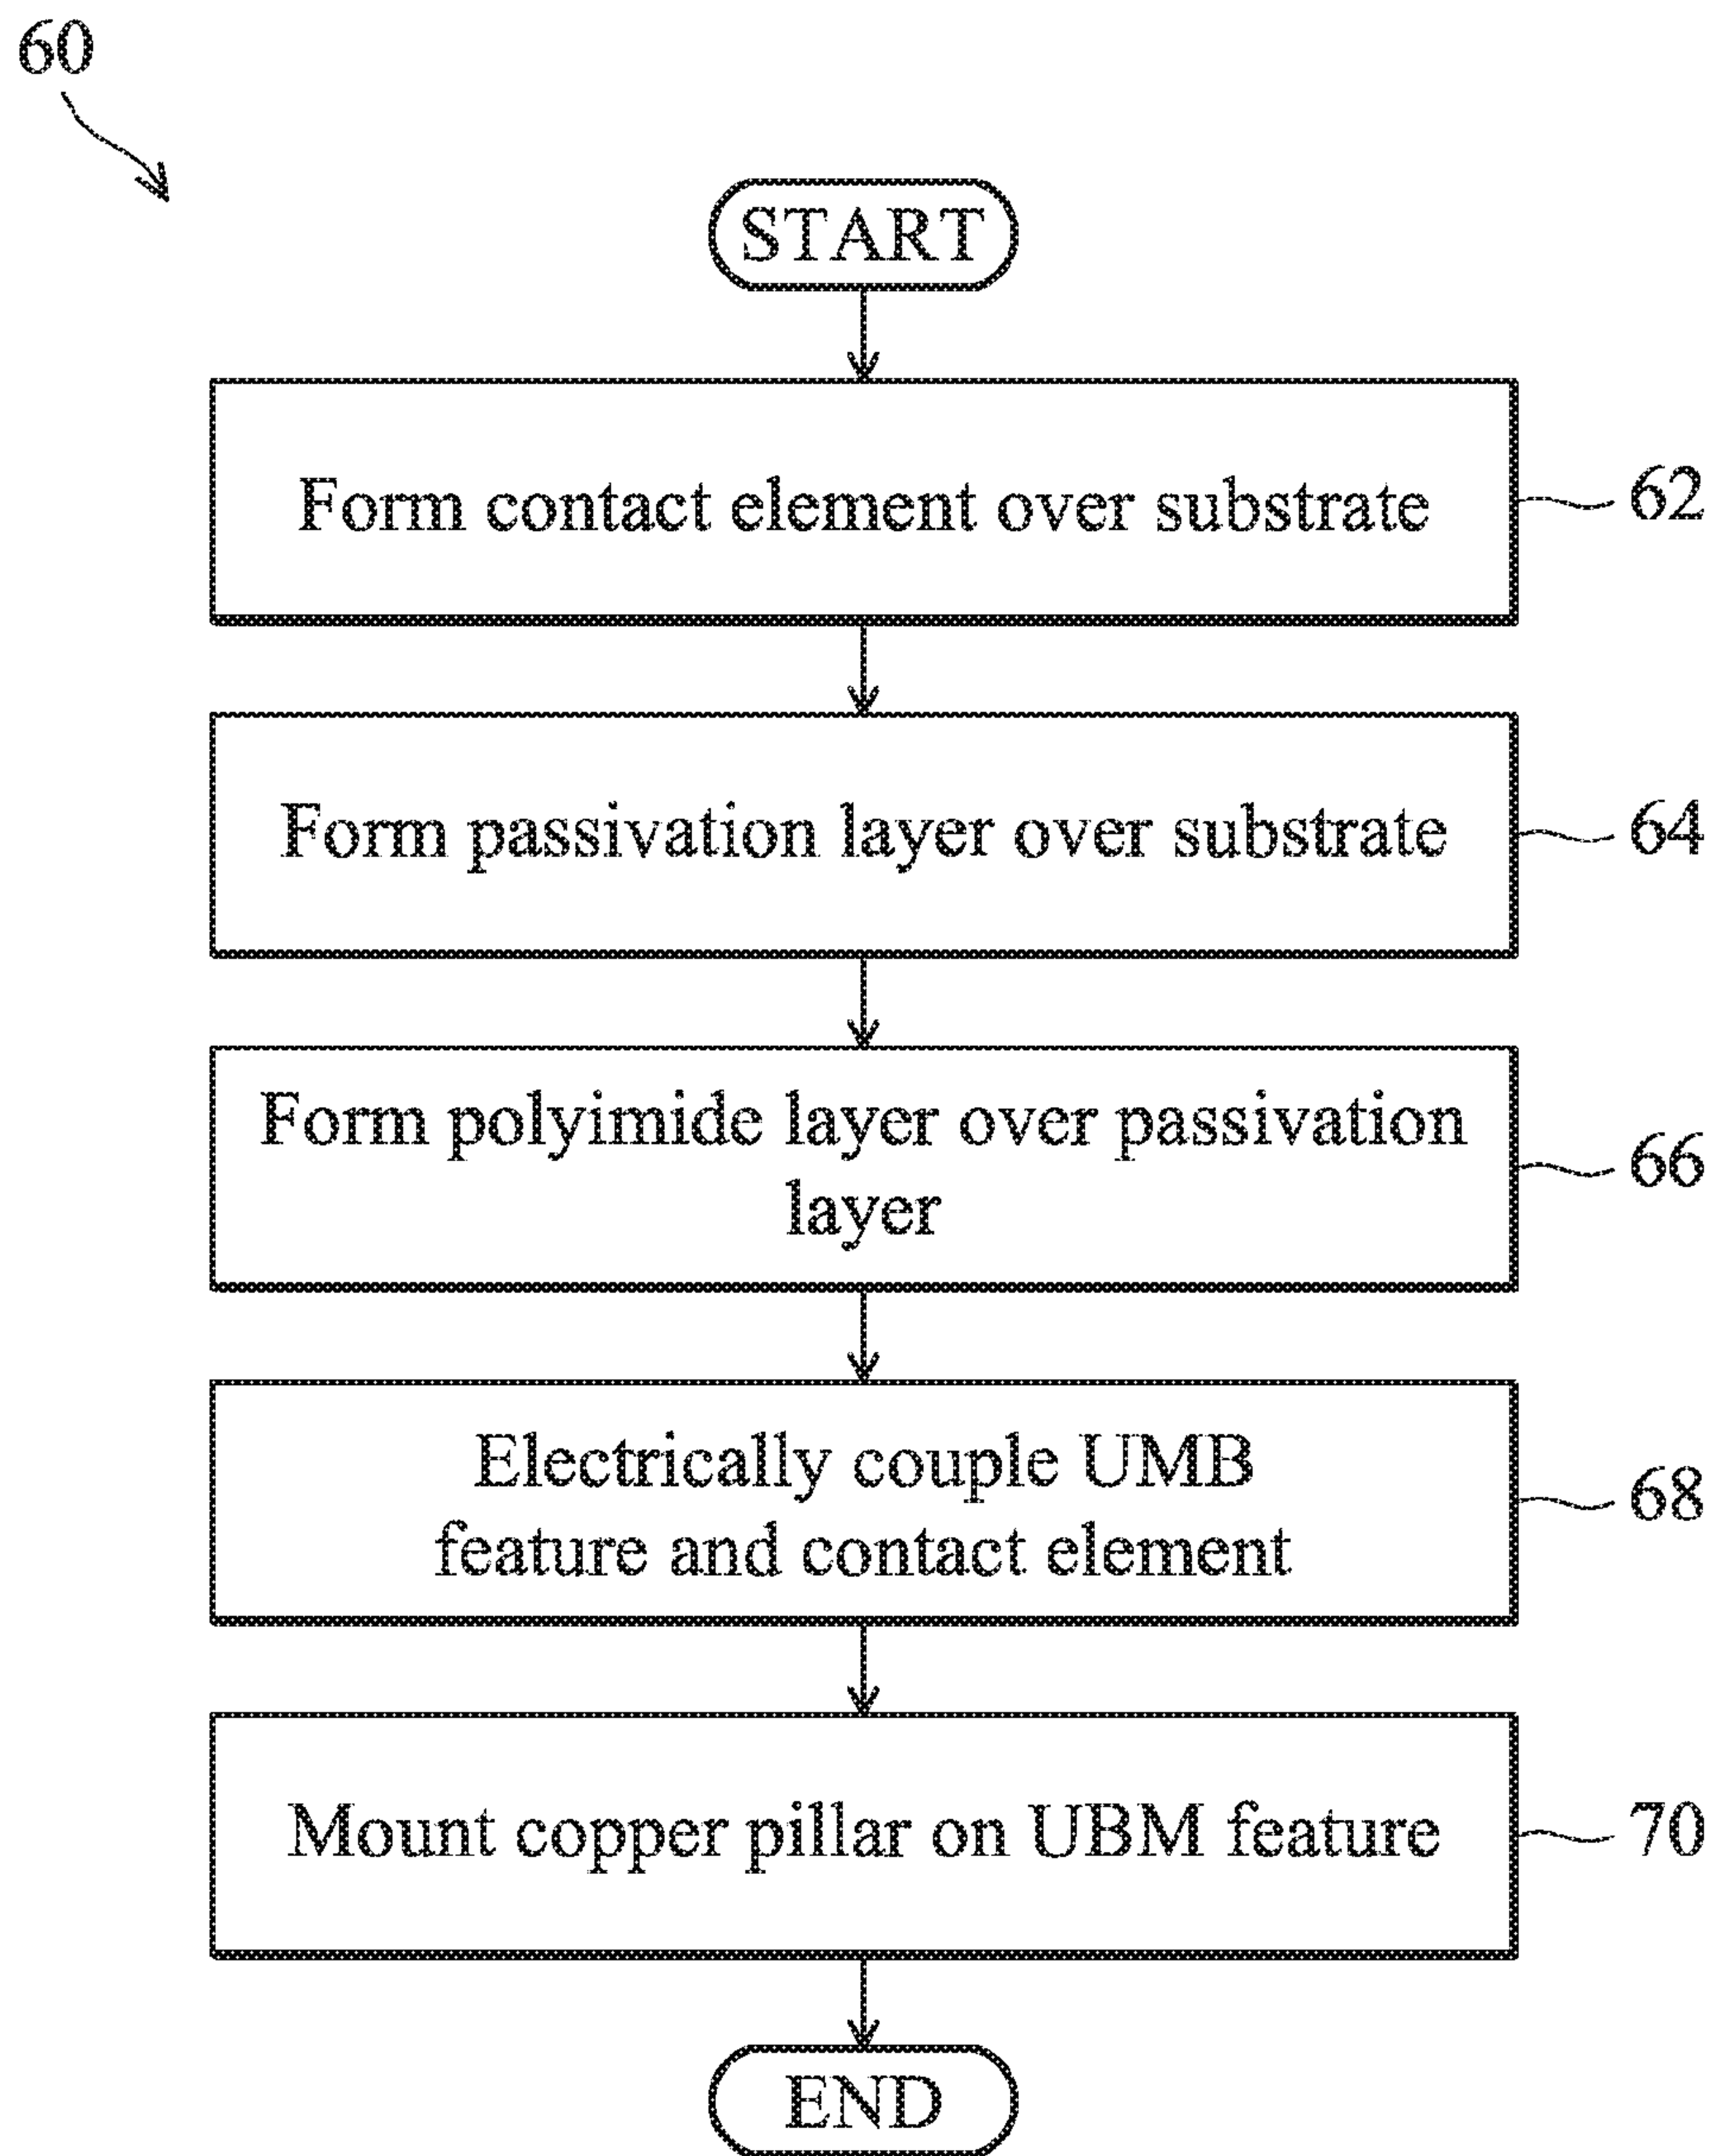 60
START
Form contact element over substrate
62
Form passivation layer over substrate
64
Form polyimide layer over passivation
layer
66
Electrically couple UMB
feature and contact element
68
Mount copper pillar on UBM feature
70
END